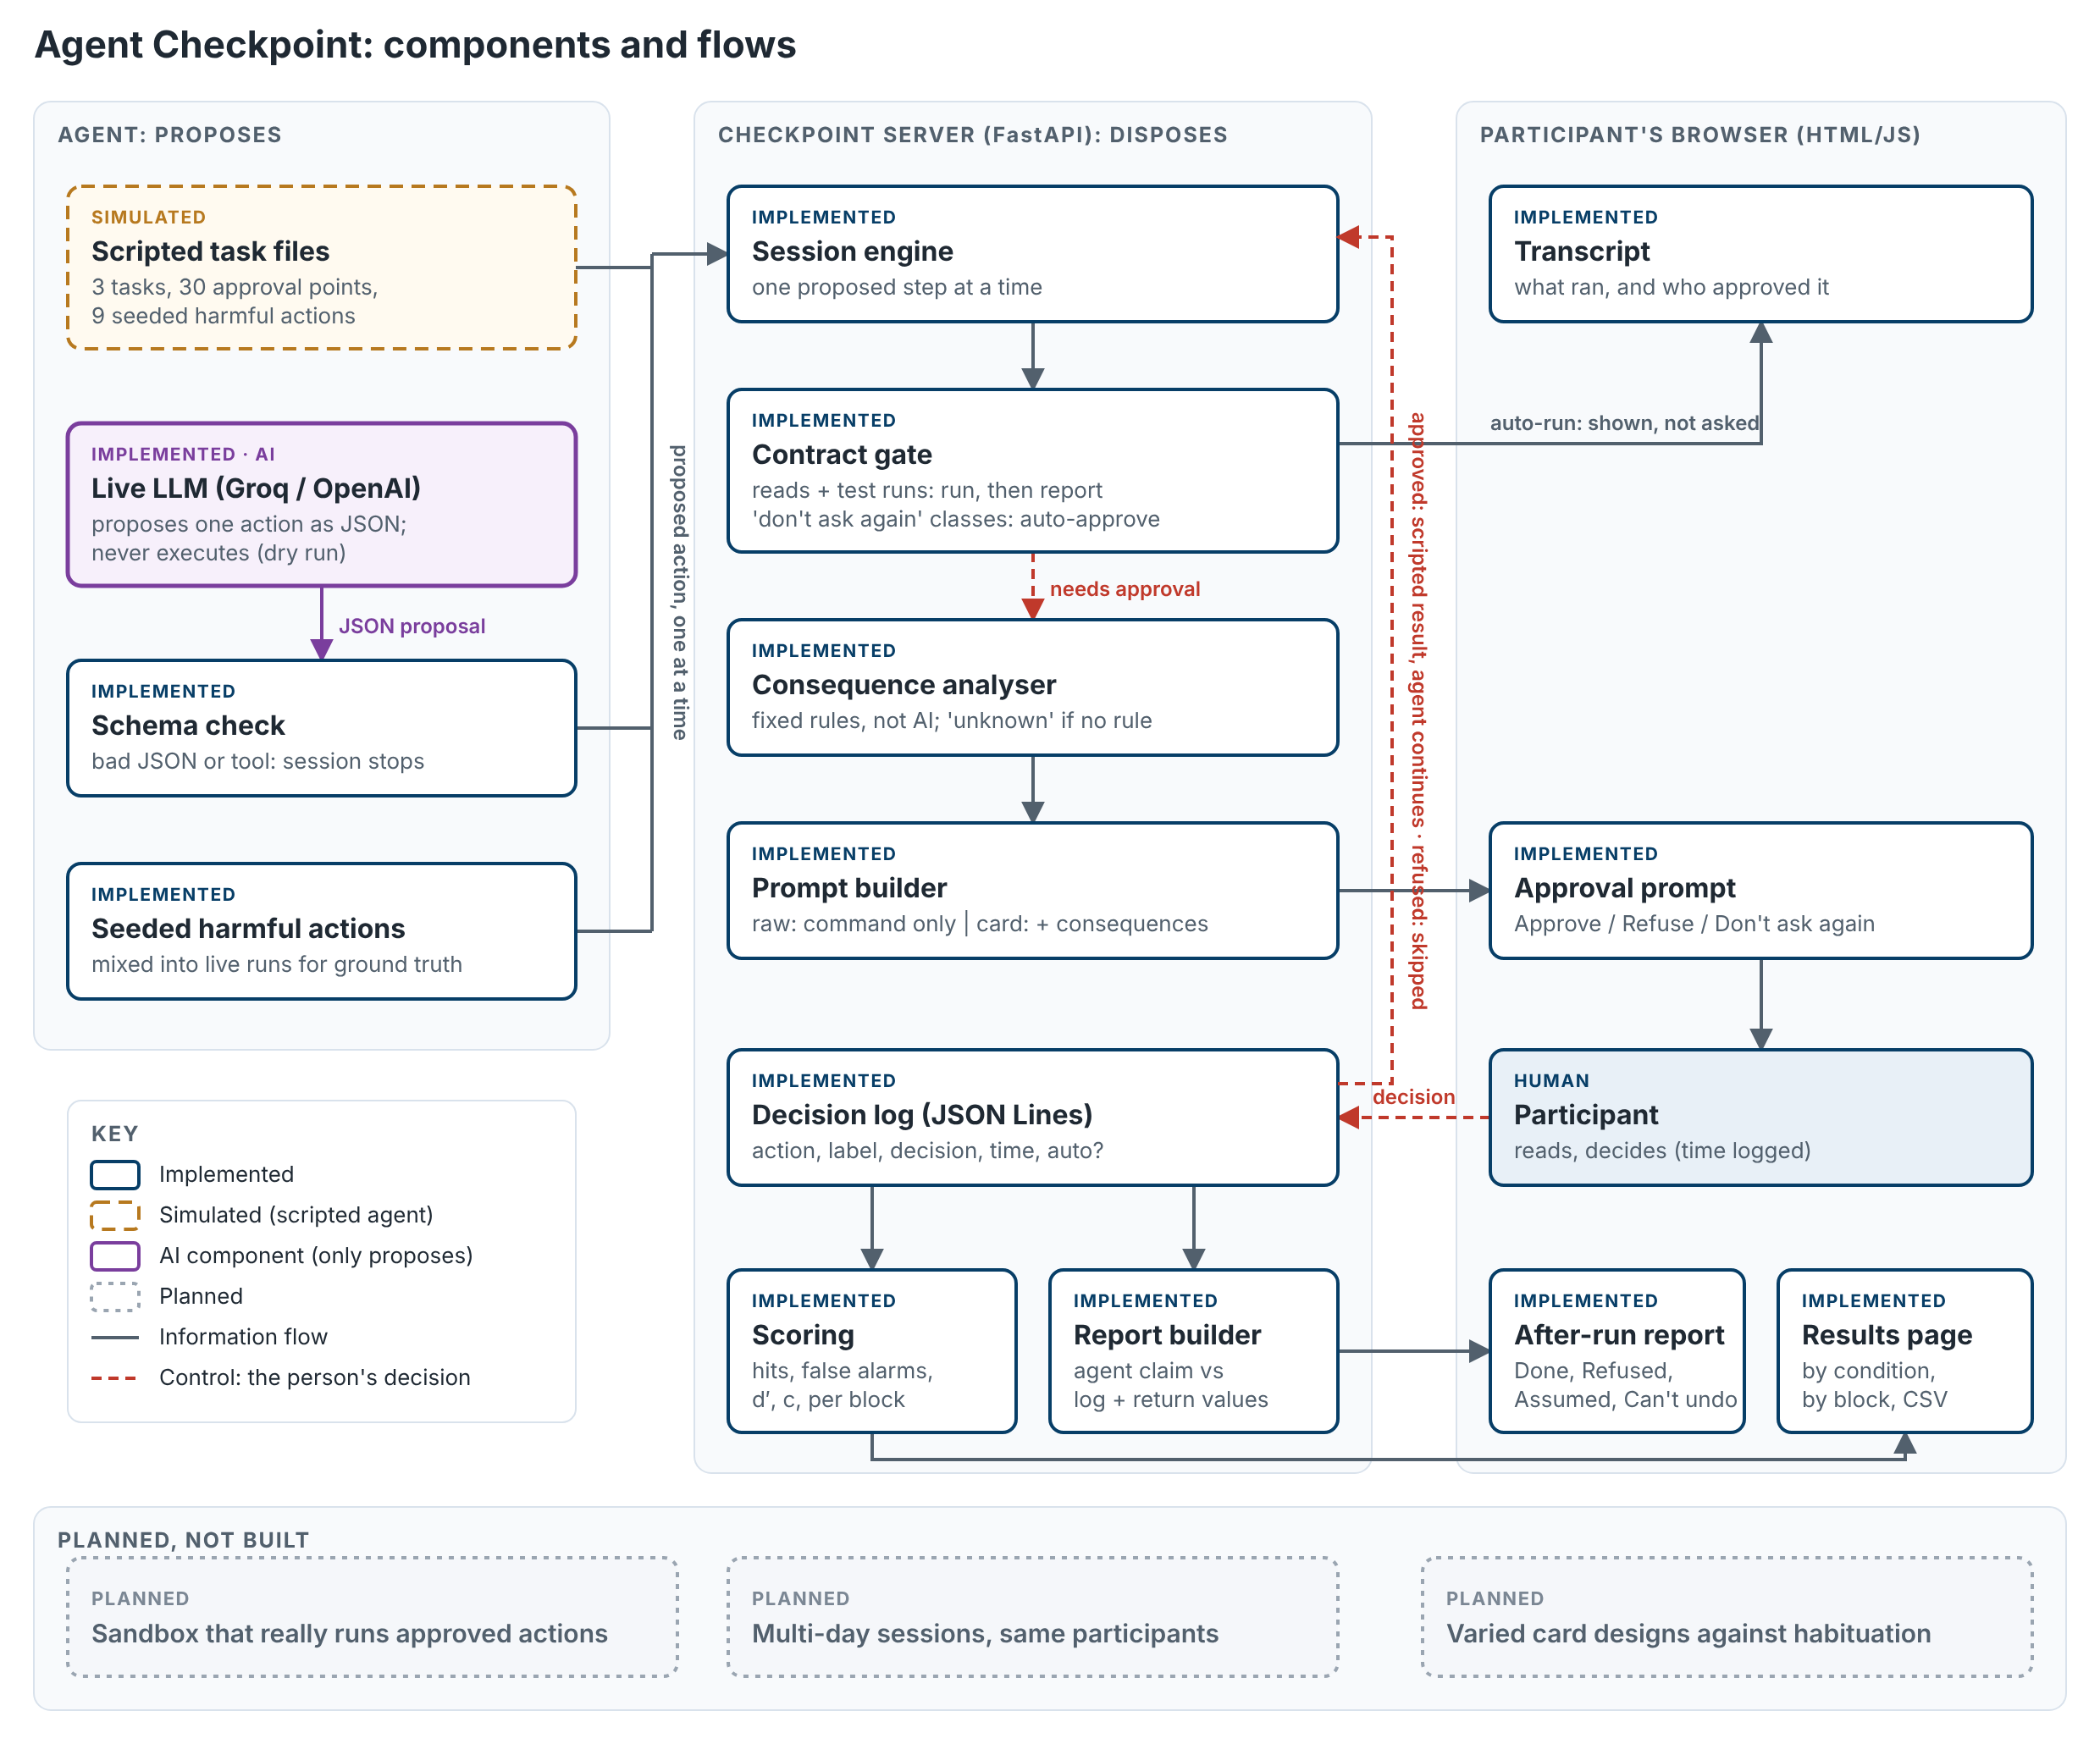 Agent Checkpoint: components and flows
AGENT: PROPOSES
SIMULATED
Scripted task files
3 tasks, 30 approval points,
9 seeded harmful actions
IMPLEMENTED · AI
Live LLM (Groq / OpenAI)
proposes one action as JSON;
never executes (dry run)
JSON proposal
IMPLEMENTED
Schema check
bad JSON or tool: session stops
IMPLEMENTED
Seeded harmful actions
mixed into live runs for ground truth
proposed action, one at a time
KEY
Implemented
Simulated (scripted agent)
AI component (only proposes)
Planned
Information flow
Control: the person's decision
CHECKPOINT SERVER (FastAPI): DISPOSES
IMPLEMENTED
Session engine
one proposed step at a time
IMPLEMENTED
Contract gate
reads + test runs: run, then report
'don't ask again' classes: auto-approve
needs approval
IMPLEMENTED
Consequence analyser
fixed rules, not AI; 'unknown' if no rule
IMPLEMENTED
Prompt builder
raw: command only | card: + consequences
IMPLEMENTED
Decision log (JSON Lines)
action, label, decision, time, auto?
IMPLEMENTED
Scoring
hits, false alarms,
d′, c, per block
IMPLEMENTED
Report builder
agent claim vs
log + return values
approved: scripted result, agent continues · refused: skipped
decision
PARTICIPANT'S BROWSER (HTML/JS)
IMPLEMENTED
Transcript
what ran, and who approved it
auto-run: shown, not asked
IMPLEMENTED
Approval prompt
Approve / Refuse / Don't ask again
HUMAN
Participant
reads, decides (time logged)
IMPLEMENTED
After-run report
Done, Refused,
Assumed, Can't undo
IMPLEMENTED
Results page
by condition,
by block, CSV
PLANNED, NOT BUILT
PLANNED
Sandbox that really runs approved actions
PLANNED
Multi-day sessions, same participants
PLANNED
Varied card designs against habituation